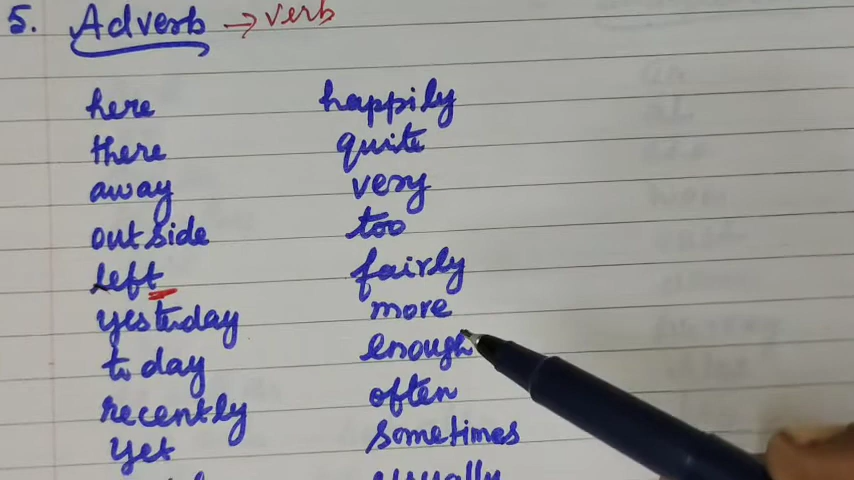 5. Adverb → verb
here happily
there quite
away very
outside too
left fairly
yesterday more
today enough
recently often
yet sometimes
usually